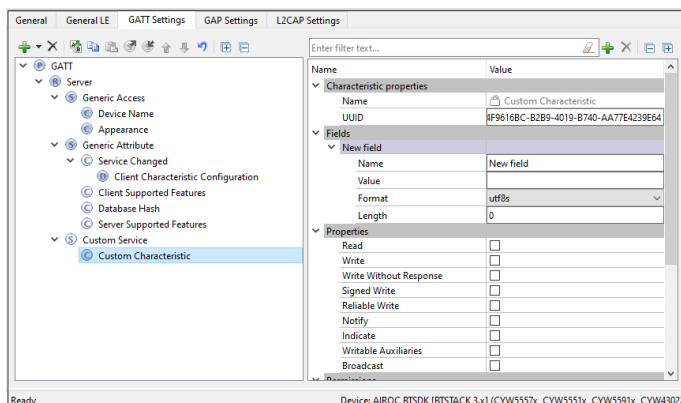 General General LE GATT Settings GAP Settings L2CAP Settings
Enter filter text...
GATT
Server
Generic Access
Device Name
Appearance
Generic Attribute
Service Changed
Client Characteristic Configuration
Client Supported Features
Database Hash
Server Supported Features
Custom Service
Custom Characteristic
Name Value
Characteristic properties
Name Custom Characteristic
UUID 4F9616BC-B2B9-4019-B740-AA77E4239E64
Fields
New field
Name New field
Value
Format utf8s
Length 0
Properties
Read
Write
Write Without Response
Signed Write
Reliable Write
Notify
Indicate
Writable Auxiliaries
Broadcast
Permissions
Ready Device: AIROC BTSDK [BTSTACK 3.x] (CYW5557x, CYW5551x, CYW5591x, CYW4302